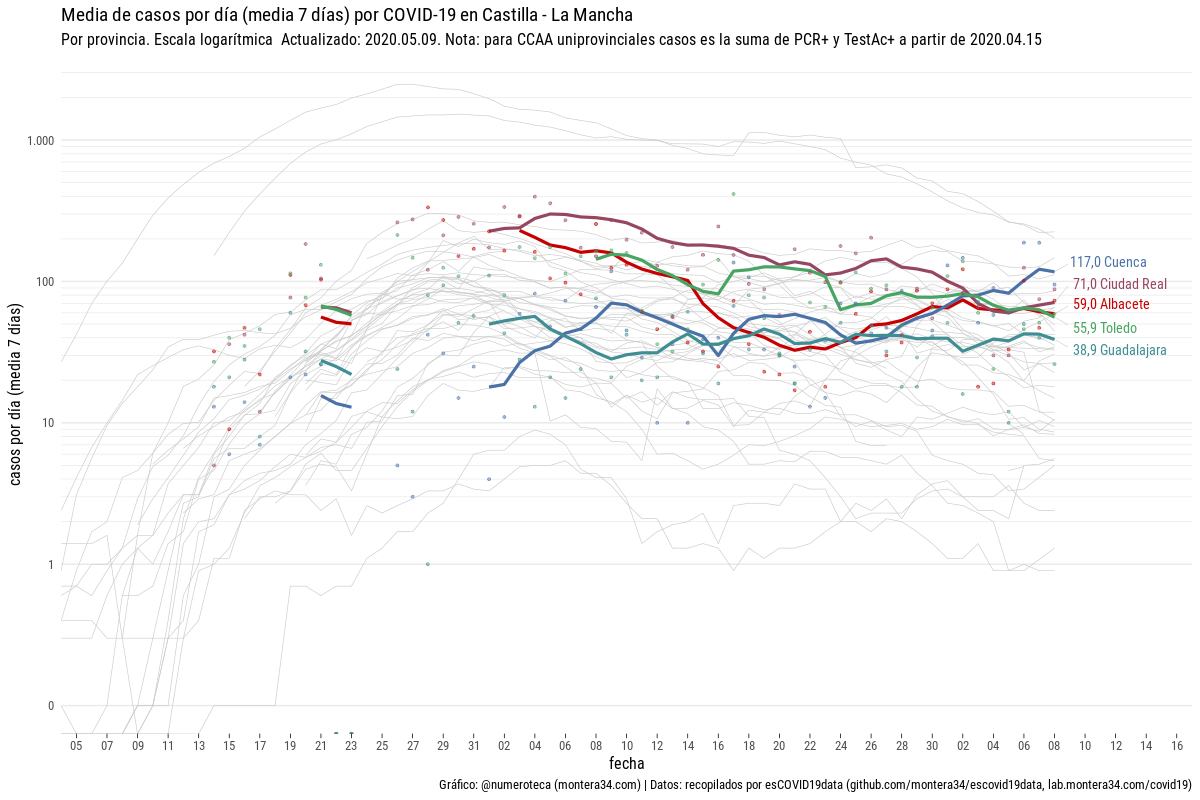 Media de casos por día (media 7 días) por COVID-19 en Castilla - La Mancha
Por provincia. Escala logarítmica  Actualizado: 2020.05.09. Nota: para CCAA uniprovinciales casos es la suma de PCR+ y TestAc+ a partir de 2020.04.15
casos por día (media 7 días)
1.000
100
10
1
0
117,0 Cuenca
71,0 Ciudad Real
59,0 Albacete
55,9 Toledo
38,9 Guadalajara
05 07 09 11 13 15 17 19 21 23 25 27 29 31 02 04 06 08 10 12 14 16 18 20 22 24 26 28 30 02 04 06 08 10 12 14 16
fecha
Gráfico: @numeroteca (montera34.com) | Datos: recopilados por esCOVID19data (github.com/montera34/escovid19data, lab.montera34.com/covid19)